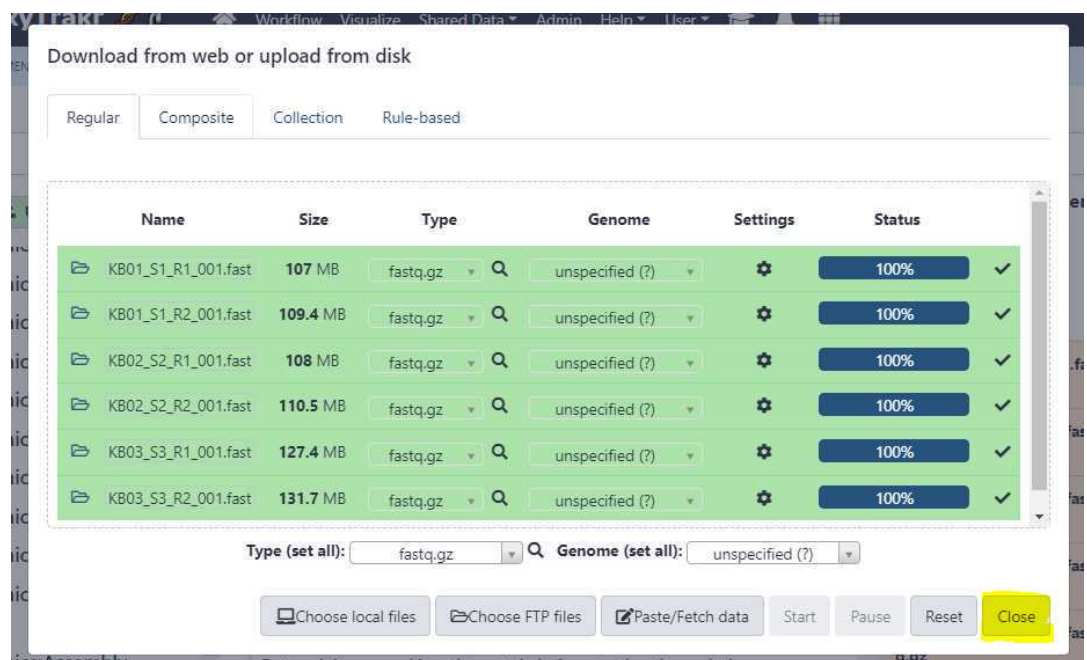 Workflow Visualize Shared Data Admin Help User
Download from web or upload from disk
Regular Composite Collection Rule-based
Name Size Type Genome Settings Status
KB01_S1_R1_001.fast 107 MB fastq.gz unspecified (?) 100%
KB01_S1_R2_001.fast 109.4 MB fastq.gz unspecified (?) 100%
KB02_S2_R1_001.fast 108 MB fastq.gz unspecified (?) 100%
KB02_S2_R2_001.fast 110.5 MB fastq.gz unspecified (?) 100%
KB03_S3_R1_001.fast 127.4 MB fastq.gz unspecified (?) 100%
KB03_S3_R2_001.fast 131.7 MB fastq.gz unspecified (?) 100%
Type (set all): fastq.gz Genome (set all): unspecified (?)
Choose local files Choose FTP files Paste/Fetch data Start Pause Reset Close